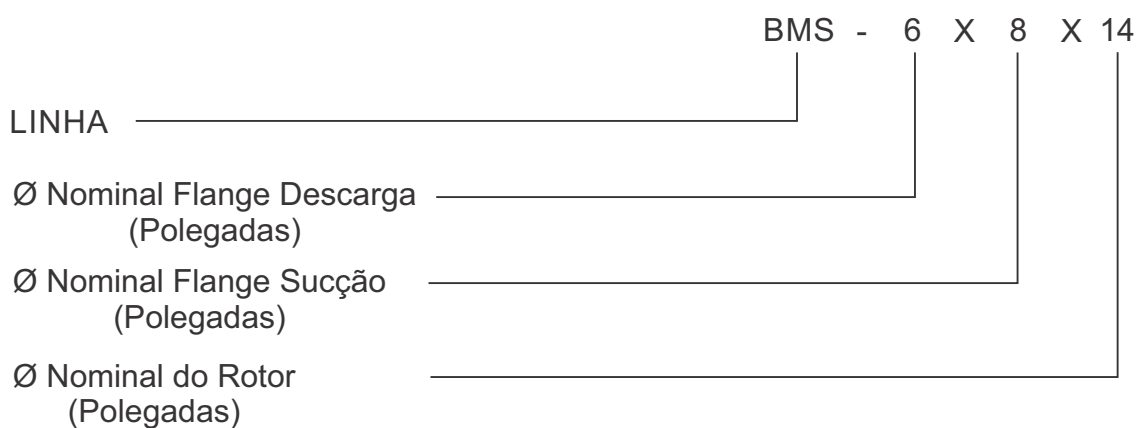 BMS - 6 X 8 X 14
LINHA
Ø Nominal Flange Descarga
(Polegadas)
Ø Nominal Flange Sucção
(Polegadas)
Ø Nominal do Rotor
(Polegadas)